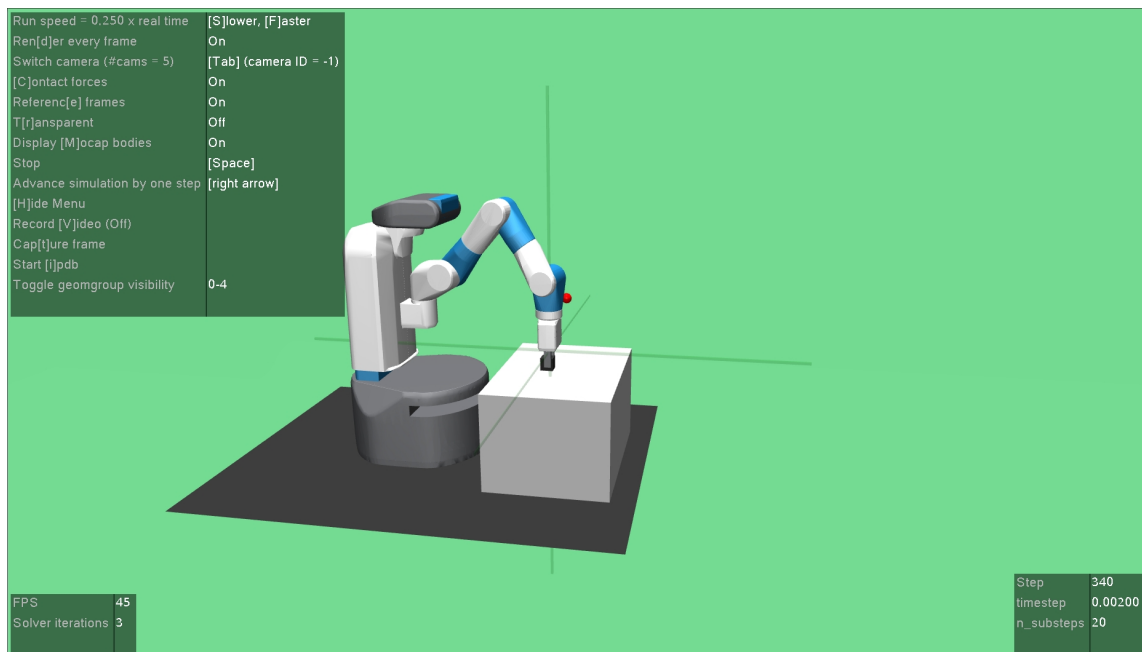 Run speed = 0.250 x real time [S]lower, [F]aster
Ren[d]er every frame On
Switch camera (#cams = 5) [Tab] (camera ID = -1)
[C]ontact forces On
Referenc[e] frames On
T[r]ansparent Off
Display [M]ocap bodies On
Stop [Space]
Advance simulation by one step [right arrow]
[H]ide Menu
Record [V]ideo (Off)
Cap[t]ure frame
Start [i]pdb
Toggle geomgroup visibility 0-4
FPS 45
Solver iterations 3
Step 340
timestep 0.00200
n_substeps 20